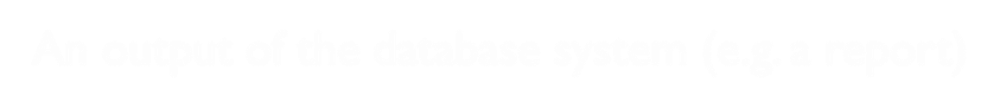 An output of the database system (e.g. a report)